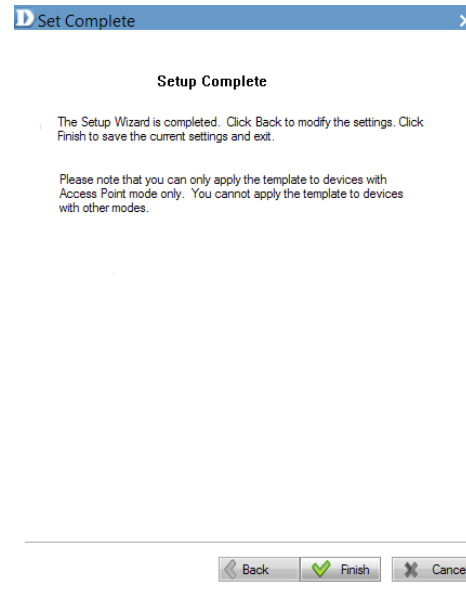 D Set Complete
Setup Complete
The Setup Wizard is completed. Click Back to modify the settings. Click
Finish to save the current settings and exit.
Please note that you can only apply the template to devices with
Access Point mode only. You cannot apply the template to devices
with other modes.
Back Finish Cance